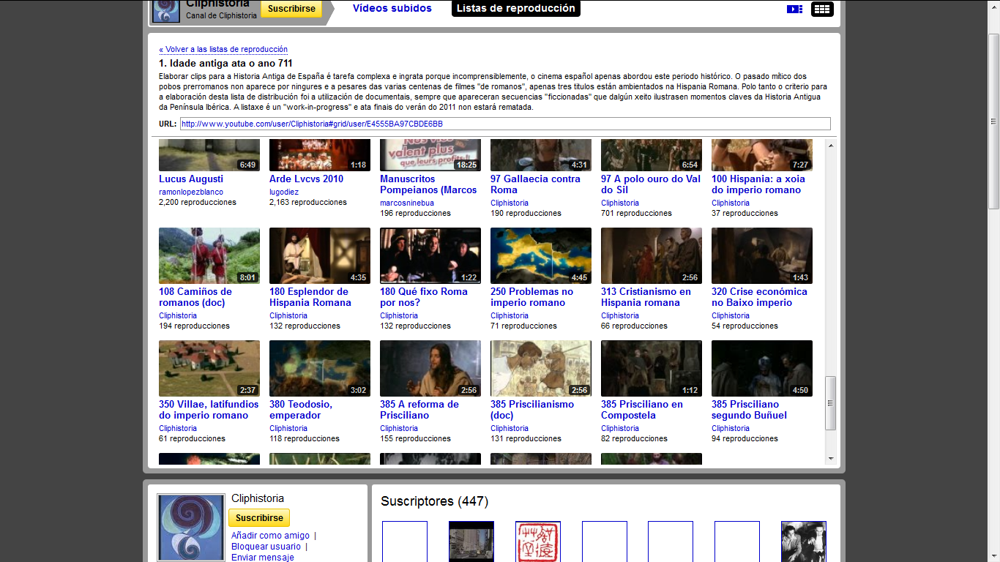 Cliphistoria
Canal de Cliphistoria
Suscribirse
Vídeos subidos
Listas de reproducción
« Volver a las listas de reproducción
1. Idade antiga ata o ano 711
Elaborar clips para a Historia Antiga de España é tarefa complexa e ingrata porque incomprensiblemente, o cinema español apenas abordou este periodo histórico. O pasado mítico dos
pobos prerromanos non aparece por ningures e a pesares das varias centenas de filmes "de romanos", apenas tres titulos están ambientados na Hispania Romana. Polo tanto o criterio para
a elaboración desta lista de distribución foi a utilización de documentais, sempre que apareceran secuencias "ficcionadas" que dalgún xeito ilustrasen momentos claves da Historia Antigua
da Península Ibérica. A listaxe é un "work-in-progress" e ata finais do verán do 2011 non estará rematada.
URL: http://www.youtube.com/user/Cliphistoria#grid/user/E4555BA97CBDE6BB
6:49
Lucus Augusti
ramonlopezblanco
2,200 reproducciones
1:18
Arde Lvcvs 2010
lugodiez
2,163 reproducciones
Nos vies
valent plus
que leurs profits!
18:25
Manuscritos
Pompeianos (Marcos
marcosninebua
196 reproducciones
4:31
97 Gallaecia contra
Roma
Cliphistoria
190 reproducciones
6:54
97 A polo ouro do Val
do Sil
Cliphistoria
701 reproducciones
7:27
100 Hispania: a xoia
do imperio romano
Cliphistoria
37 reproducciones
8:01
108 Camiños de
romanos (doc)
Cliphistoria
194 reproducciones
4:35
180 Esplendor de
Hispania Romana
Cliphistoria
132 reproducciones
1:22
180 Qué fixo Roma
por nos?
Cliphistoria
132 reproducciones
4:45
250 Problemas no
imperio romano
Cliphistoria
71 reproducciones
2:56
313 Cristianismo en
Hispania romana
Cliphistoria
66 reproducciones
1:43
320 Crise económica
no Baixo imperio
Cliphistoria
54 reproducciones
2:37
350 Villae, latifundios
do imperio romano
Cliphistoria
61 reproducciones
3:02
380 Teodosio,
emperador
Cliphistoria
118 reproducciones
2:56
385 A reforma de
Prisciliano
Cliphistoria
155 reproducciones
2:56
385 Priscilianismo
(doc)
Cliphistoria
131 reproducciones
1:12
385 Prisciliano en
Compostela
Cliphistoria
82 reproducciones
4:50
385 Prisciliano
segundo Buñuel
Cliphistoria
94 reproducciones
Cliphistoria
Suscribirse
Añadir como amigo |
Bloquear usuario |
Enviar mensaje
Suscriptores (447)